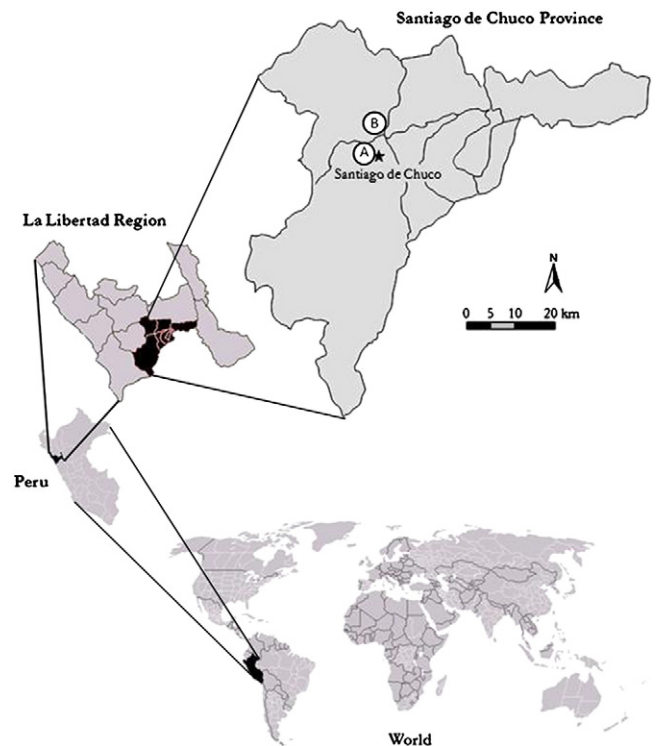 Santiago de Chuco Province
B
A
Santiago de Chuco
La Libertad Region
N
0 5 10 20 km
Peru
World